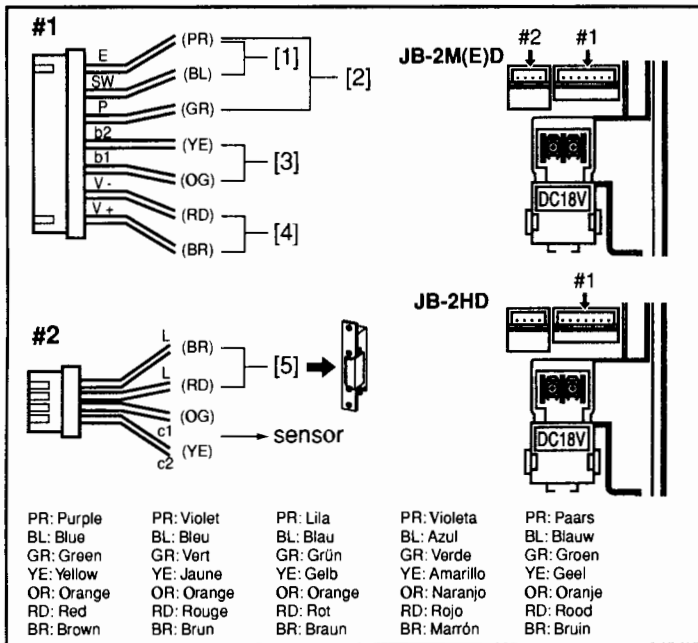 #1
E (PR)
[1]
SW (BL)
[2]
P (GR)
b2 (YE)
[3]
b1 (OG)
V - (RD)
[4]
V + (BR)
#2 #1
JB-2M(E)D
DC18V
#2
L (BR)
[5]
L (RD)
c1 (OG)
sensor
c2 (YE)
#1
JB-2HD
DC18V
PR: Purple PR: Violet PR: Lila PR: Violeta PR: Paars
BL: Blue BL: Bleu BL: Blau BL: Azul BL: Blauw
GR: Green GR: Vert GR: Grün GR: Verde GR: Groen
YE: Yellow YE: Jaune YE: Gelb YE: Amarillo YE: Geel
OR: Orange OR: Orange OR: Orange OR: Naranjo OR: Oranje
RD: Red RD: Rouge RD: Rot RD: Rojo RD: Rood
BR: Brown BR: Brun BR: Braun BR: Marrón BR: Bruin